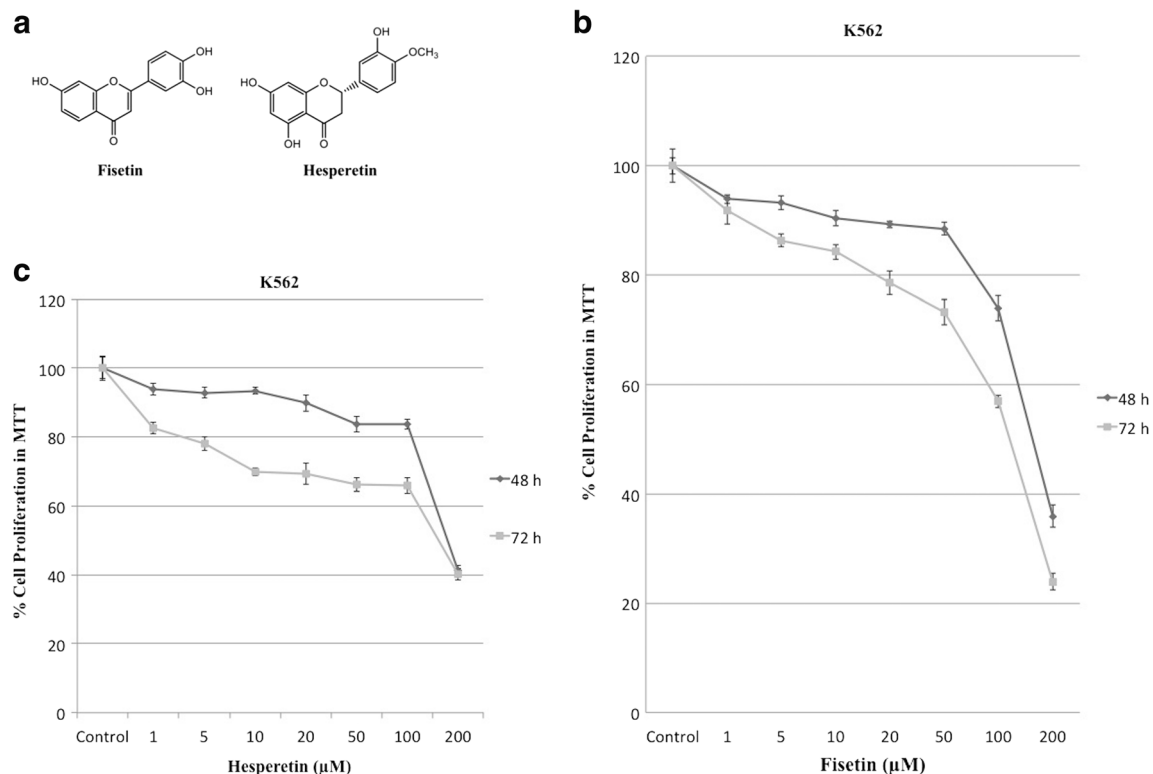 a
HO
O
OH
OH
O
Fisetin
OH
OCH3
HO
O
OH
O
Hesperetin
b
K562
120
100
80
60
40
20
0
% Cell Proliferation in MTT
Control 1 5 10 20 50 100 200
Fisetin (µM)
48 h
72 h
c
K562
120
100
80
60
40
20
0
% Cell Proliferation in MTT
Control 1 5 10 20 50 100 200
Hesperetin (µM)
48 h
72 h